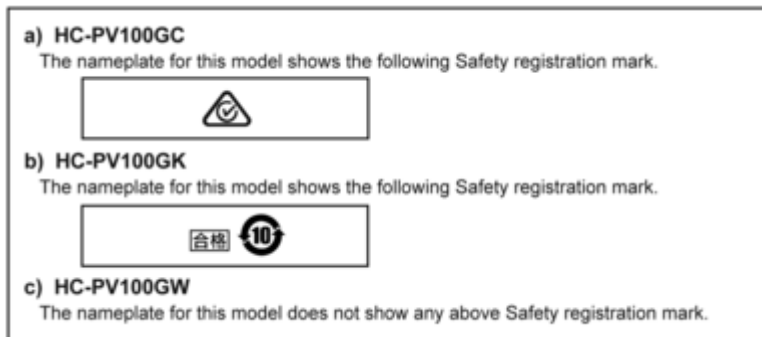 a) HC-PV100GC
The nameplate for this model shows the following Safety registration mark.
b) HC-PV100GK
The nameplate for this model shows the following Safety registration mark.
合格 10
c) HC-PV100GW
The nameplate for this model does not show any above Safety registration mark.